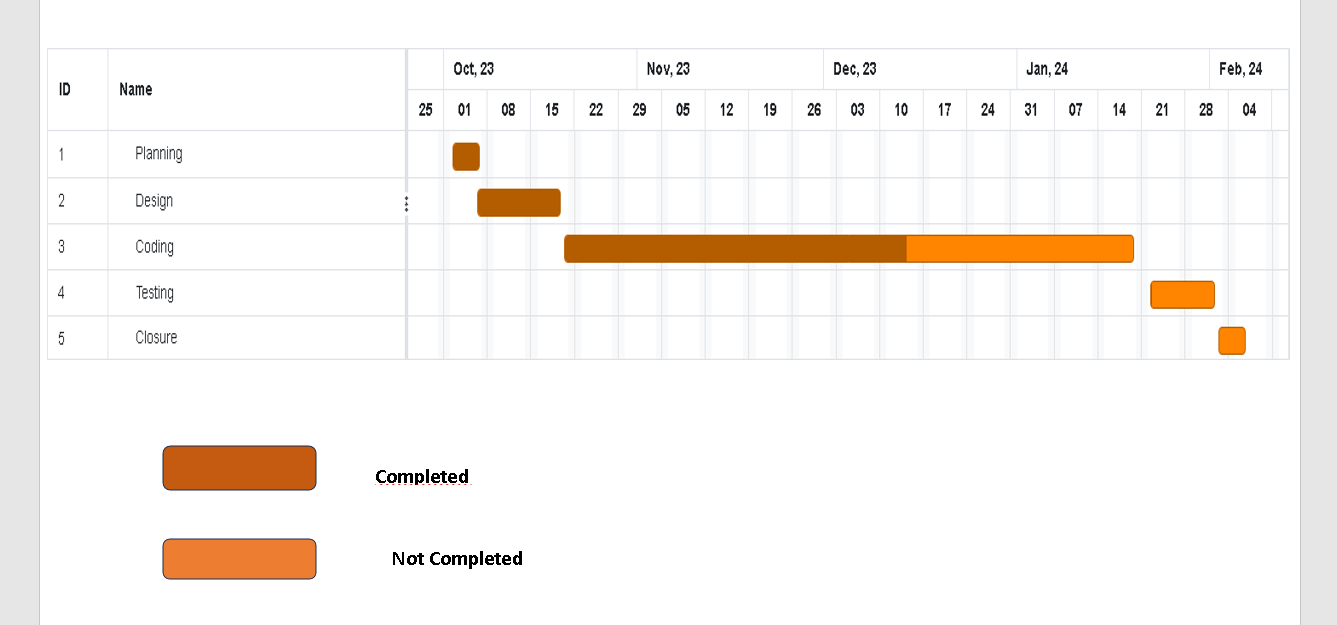 ID Name Oct, 23 Nov, 23 Dec, 23 Jan, 24 Feb, 24
25 01 08 15 22 29 05 12 19 26 03 10 17 24 31 07 14 21 28 04
1 Planning
2 Design
3 Coding
4 Testing
5 Closure
Completed
Not Completed